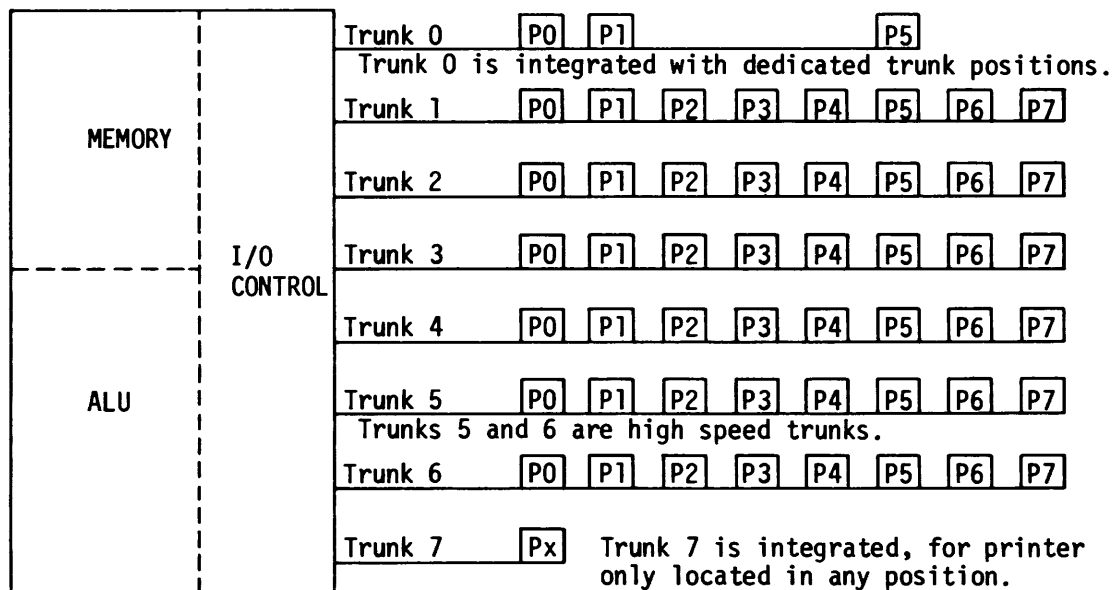 Trunk 0 P0 P1 P5
Trunk 0 is integrated with dedicated trunk positions.
Trunk 1 P0 P1 P2 P3 P4 P5 P6 P7
MEMORY
Trunk 2 P0 P1 P2 P3 P4 P5 P6 P7
I/O
CONTROL
Trunk 3 P0 P1 P2 P3 P4 P5 P6 P7
Trunk 4 P0 P1 P2 P3 P4 P5 P6 P7
ALU
Trunk 5 P0 P1 P2 P3 P4 P5 P6 P7
Trunks 5 and 6 are high speed trunks.
Trunk 6 P0 P1 P2 P3 P4 P5 P6 P7
Trunk 7 Px Trunk 7 is integrated, for printer
only located in any position.